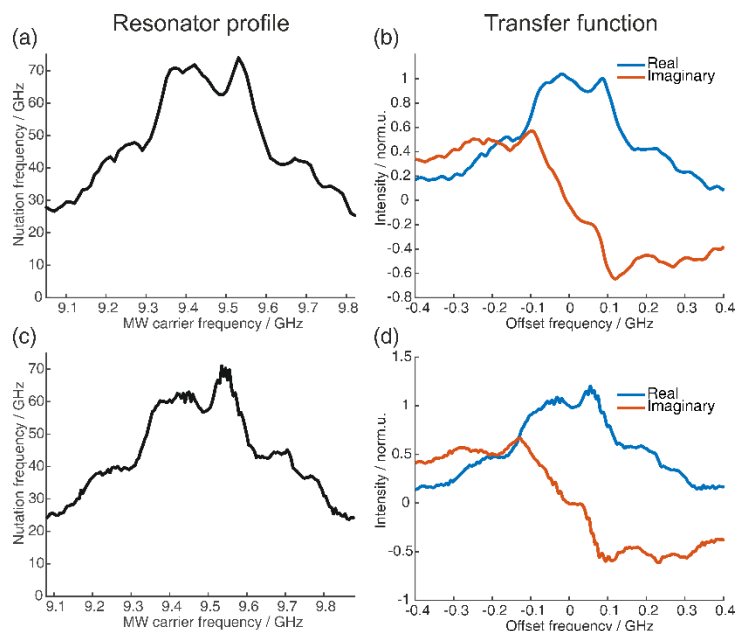 Resonator profile
Transfer function
(a)
70
60
50
40
30
20
10
0
Nutation frequency / GHz
9.1 9.2 9.3 9.4 9.5 9.6 9.7 9.8
MW carrier frequency / GHz
(b)
Real
Imaginary
1
0.8
0.6
0.4
0.2
0
-0.2
-0.4
-0.6
-0.8
Intensity / norm.u.
-0.4 -0.3 -0.2 -0.1 0 0.1 0.2 0.3 0.4
Offset frequency / GHz
(c)
70
60
50
40
30
20
10
0
Nutation frequency / GHz
9.1 9.2 9.3 9.4 9.5 9.6 9.7 9.8
MW carrier frequency / GHz
(d)
Real
Imaginary
1.5
1
0.5
0
-0.5
-1
Intensity / norm.u.
-0.4 -0.3 -0.2 -0.1 0 0.1 0.2 0.3 0.4
Offset frequency / GHz